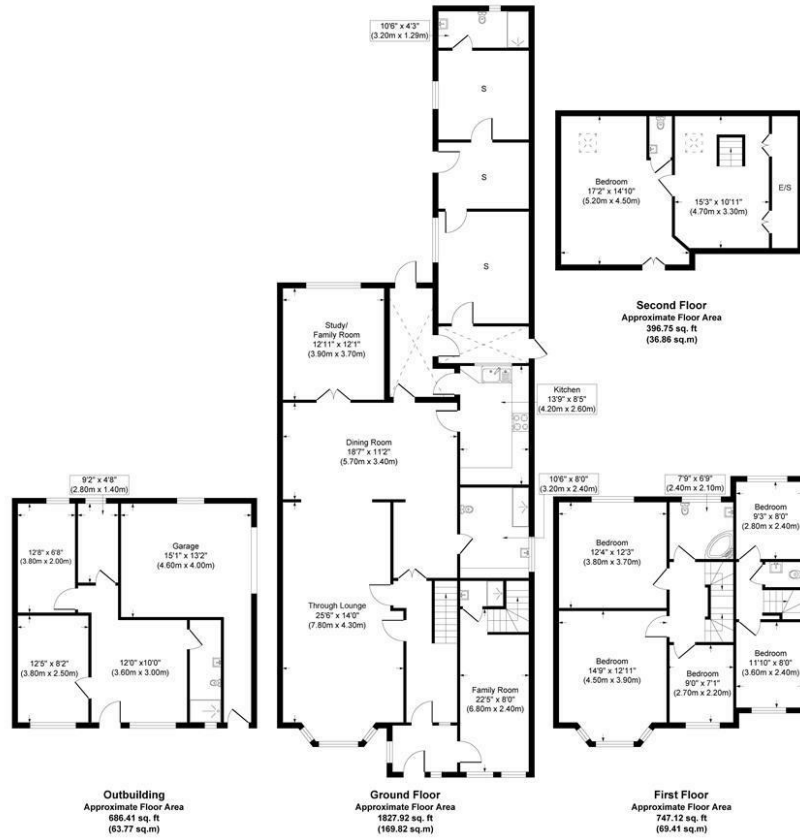 10'6" x 4'3"
(3.20m x 1.29m)
S
S
S
Bedroom
17'2" x 14'10"
(5.20m x 4.50m)
15'3" x 10'11"
(4.70m x 3.30m)
E/S
Second Floor
Approximate Floor Area
396.75 sq. ft
(36.86 sq.m)
Study/
Family Room
12'11" x 12'1"
(3.90m x 3.70m)
Kitchen
13'9" x 8'5"
(4.20m x 2.60m)
Dining Room
18'7" x 11'2"
(5.70m x 3.40m)
10'6" x 8'0"
(3.20m x 2.40m)
Through Lounge
25'6" x 14'0"
(7.80m x 4.30m)
Family Room
22'5" x 8'0"
(6.80m x 2.40m)
9'2" x 4'8"
(2.80m x 1.40m)
12'8" x 6'8"
(3.80m x 2.00m)
Garage
15'1" x 13'2"
(4.60m x 4.00m)
12'5" x 8'2"
(3.80m x 2.50m)
12'0" x10'0"
(3.60m x 3.00m)
7'9" x 6'9"
(2.40m x 2.10m)
Bedroom
12'4" x 12'3"
(3.80m x 3.70m)
Bedroom
9'3" x 8'0"
(2.80m x 2.40m)
Bedroom
14'9" x 12'11"
(4.50m x 3.90m)
Bedroom
9'0" x 7'1"
(2.70m x 2.20m)
Bedroom
11'10" x 8'0"
(3.60m x 2.40m)
Outbuilding
Approximate Floor Area
686.41 sq. ft
(63.77 sq.m)
Ground Floor
Approximate Floor Area
1827.92 sq. ft
(169.82 sq.m)
First Floor
Approximate Floor Area
747.12 sq. ft
(69.41 sq.m)